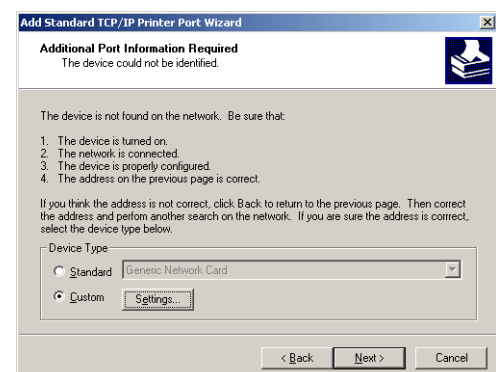 Add Standard TCP/IP Printer Port Wizard
Additional Port Information Required
The device could not be identified.
The device is not found on the network. Be sure that:
1. The device is turned on.
2. The network is connected.
3. The device is properly configured.
4. The address on the previous page is correct.
If you think the address is not correct, click Back to return to the previous page. Then correct
the address and perfom another search on the network. If you are sure the address is corrrect,
select the device type below.
Device Type
Standard Generic Network Card
Custom Settings...
< Back Next > Cancel